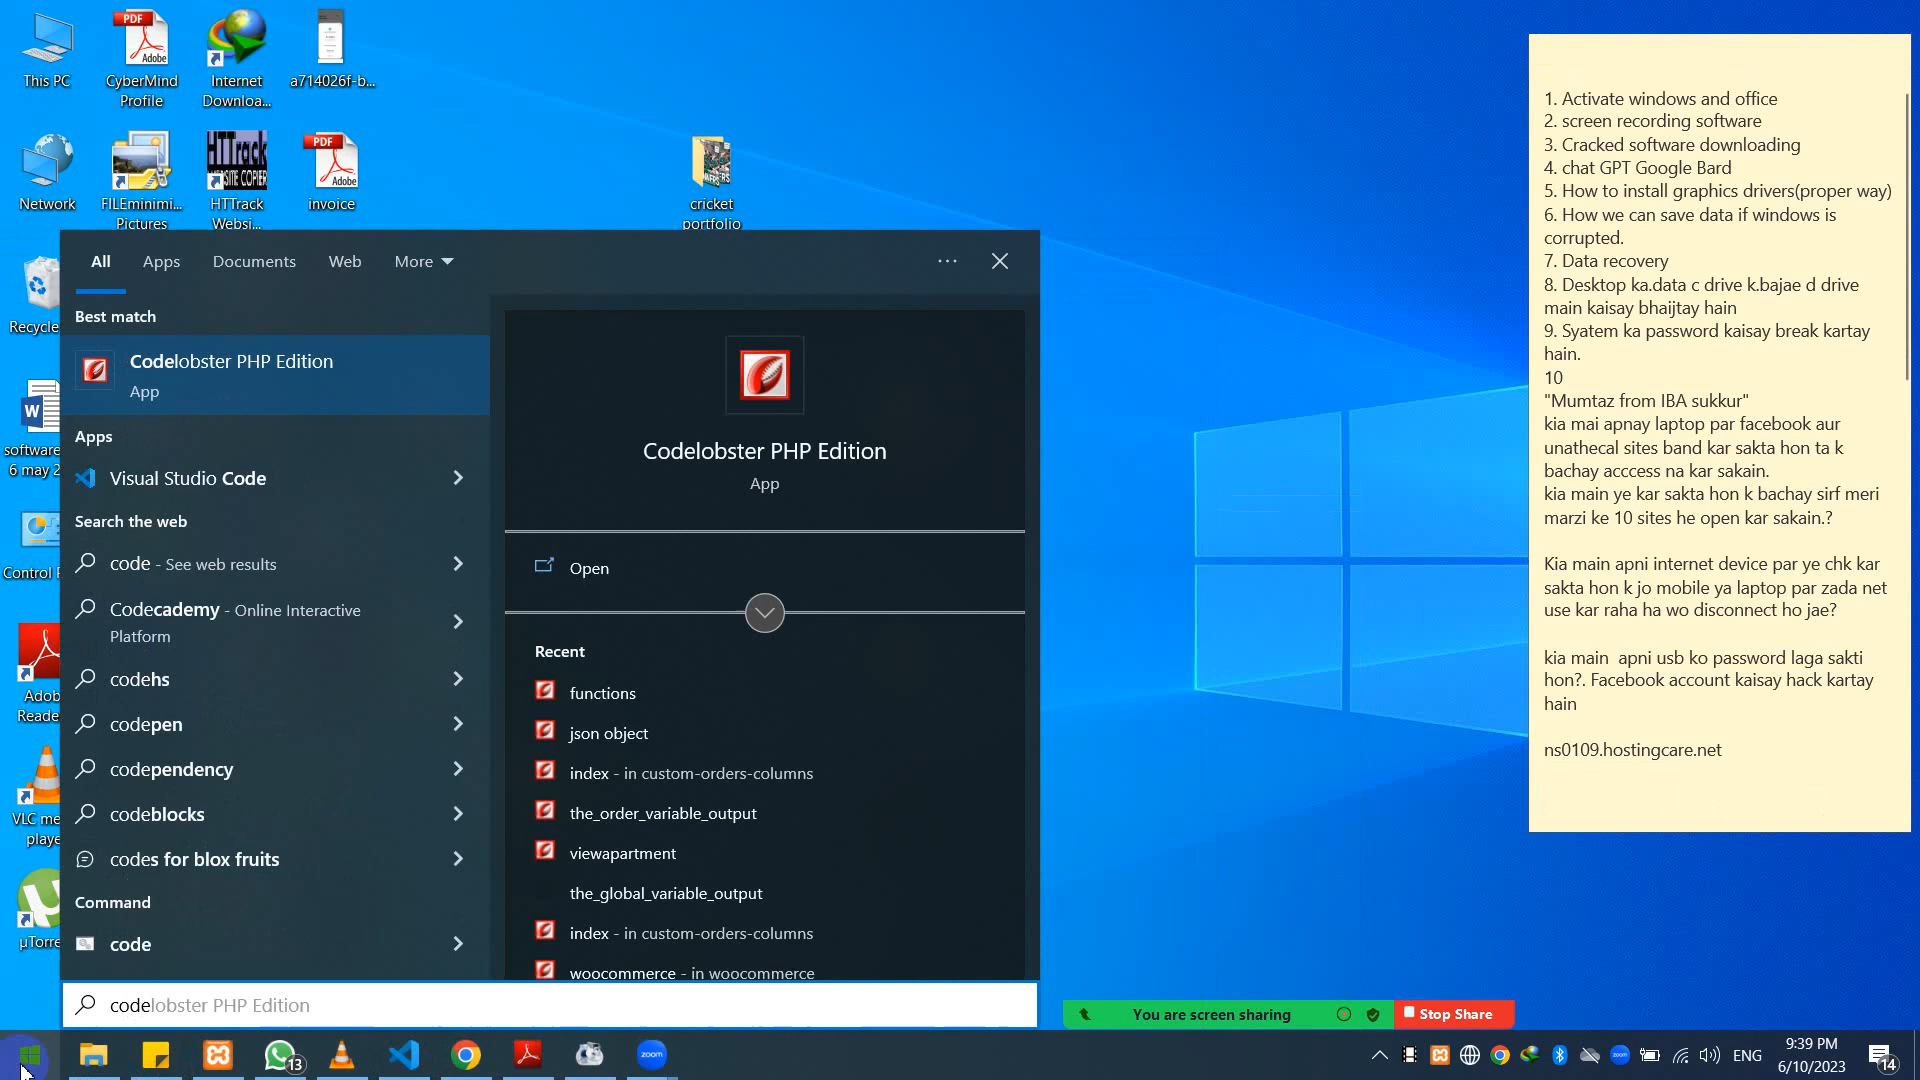 This PC
CyberMind
Profile
Internet
Downloa...
a714026f-b...
Network
FILEminimi...
Pictures
HTTrack
Websi...
invoice
cricket
portfolio
Recycle
software
6 may 2
Control
Adob
Reade
VLC me
playe
µTorre
All
Apps
Documents
Web
More
Best match
Codelobster PHP Edition
App
Apps
Visual Studio Code
Search the web
code - See web results
Codecademy - Online Interactive
Platform
codehs
codepen
codependency
codeblocks
codes for blox fruits
Command
code
Codelobster PHP Edition
App
Open
Recent
functions
json object
index - in custom-orders-columns
the_order_variable_output
viewapartment
the_global_variable_output
index - in custom-orders-columns
woocommerce - in woocommerce
codelobster PHP Edition
1. Activate windows and office
2. screen recording software
3. Cracked software downloading
4. chat GPT Google Bard
5. How to install graphics drivers(proper way)
6. How we can save data if windows is
corrupted.
7. Data recovery
8. Desktop ka.data c drive k.bajae d drive
main kaisay bhaijtay hain
9. Syatem ka password kaisay break kartay
hain.
10
"Mumtaz from IBA sukkur"
kia mai apnay laptop par facebook aur
unathecal sites band kar sakta hon ta k
bachay acccess na kar sakain.
kia main ye kar sakta hon k bachay sirf meri
marzi ke 10 sites he open kar sakain.?
Kia main apni internet device par ye chk kar
sakta hon k jo mobile ya laptop par zada net
use kar raha ha wo disconnect ho jae?
kia main  apni usb ko password laga sakti
hon?. Facebook account kaisay hack kartay
hain
ns0109.hostingcare.net
You are screen sharing
Stop Share
13
zoom
ENG
9:39 PM
6/10/2023
14